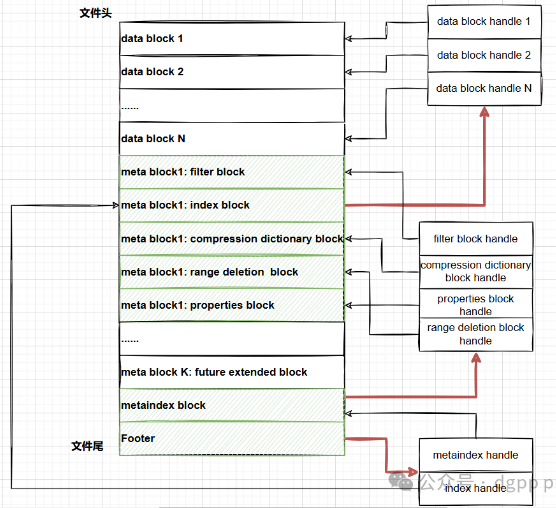 文件头
data block 1
data block 2
......
data block N
meta block1: filter block
meta block1: index block
meta block1: compression dictionary block
meta block1: range deletion block
meta block1: properties block
......
meta block K: future extended block
metaindex block
Footer
文件尾
data block handle 1
data block handle 2
data block handle N
filter block handle
compression dictionary
block handle
properties block
handle
range deletion block
handle
metaindex handle
index handle
公众号 · dgpp p